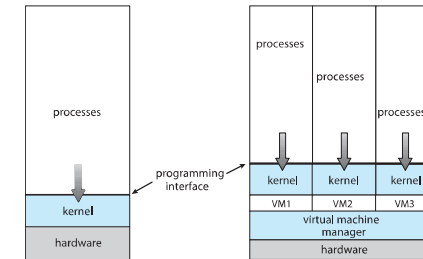 processes
kernel
hardware
programming
interface
processes
processes
processes
kernel
kernel
kernel
VM1
VM2
VM3
virtual machine
manager
hardware